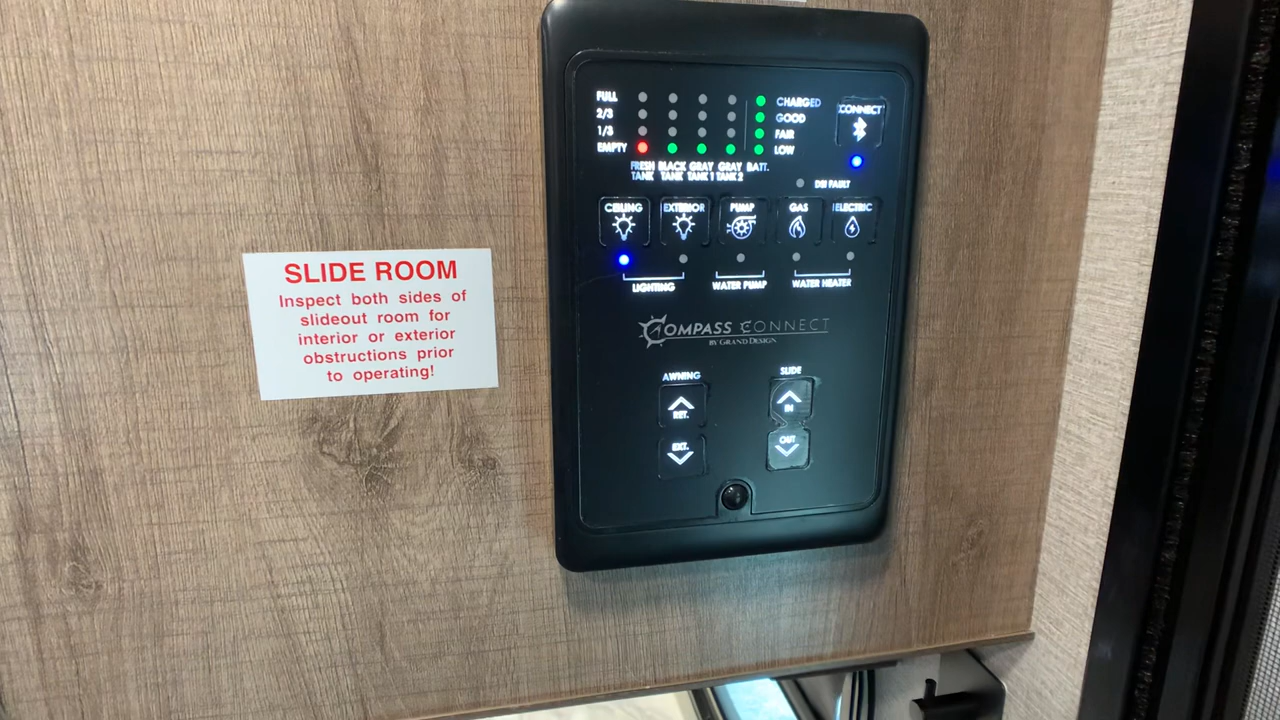 FULL
CHARGED
2/3
GOOD
1/3
FAIR
EMPTY
LOW
CONNECT
FRESH TANK
BLACK TANK
GRAY TANK 1
GRAY TANK 2
BATT.
DSI FAULT
CEILING
EXTERIOR
PUMP
GAS
ELECTRIC
LIGHTING
WATER PUMP
WATER HEATER
COMPASS CONNECT
BY GRAND DESIGN
AWNING
SLIDE
RET.
IN
EXT.
OUT
SLIDE ROOM
Inspect both sides of
slideout room for
interior or exterior
obstructions prior
to operating!